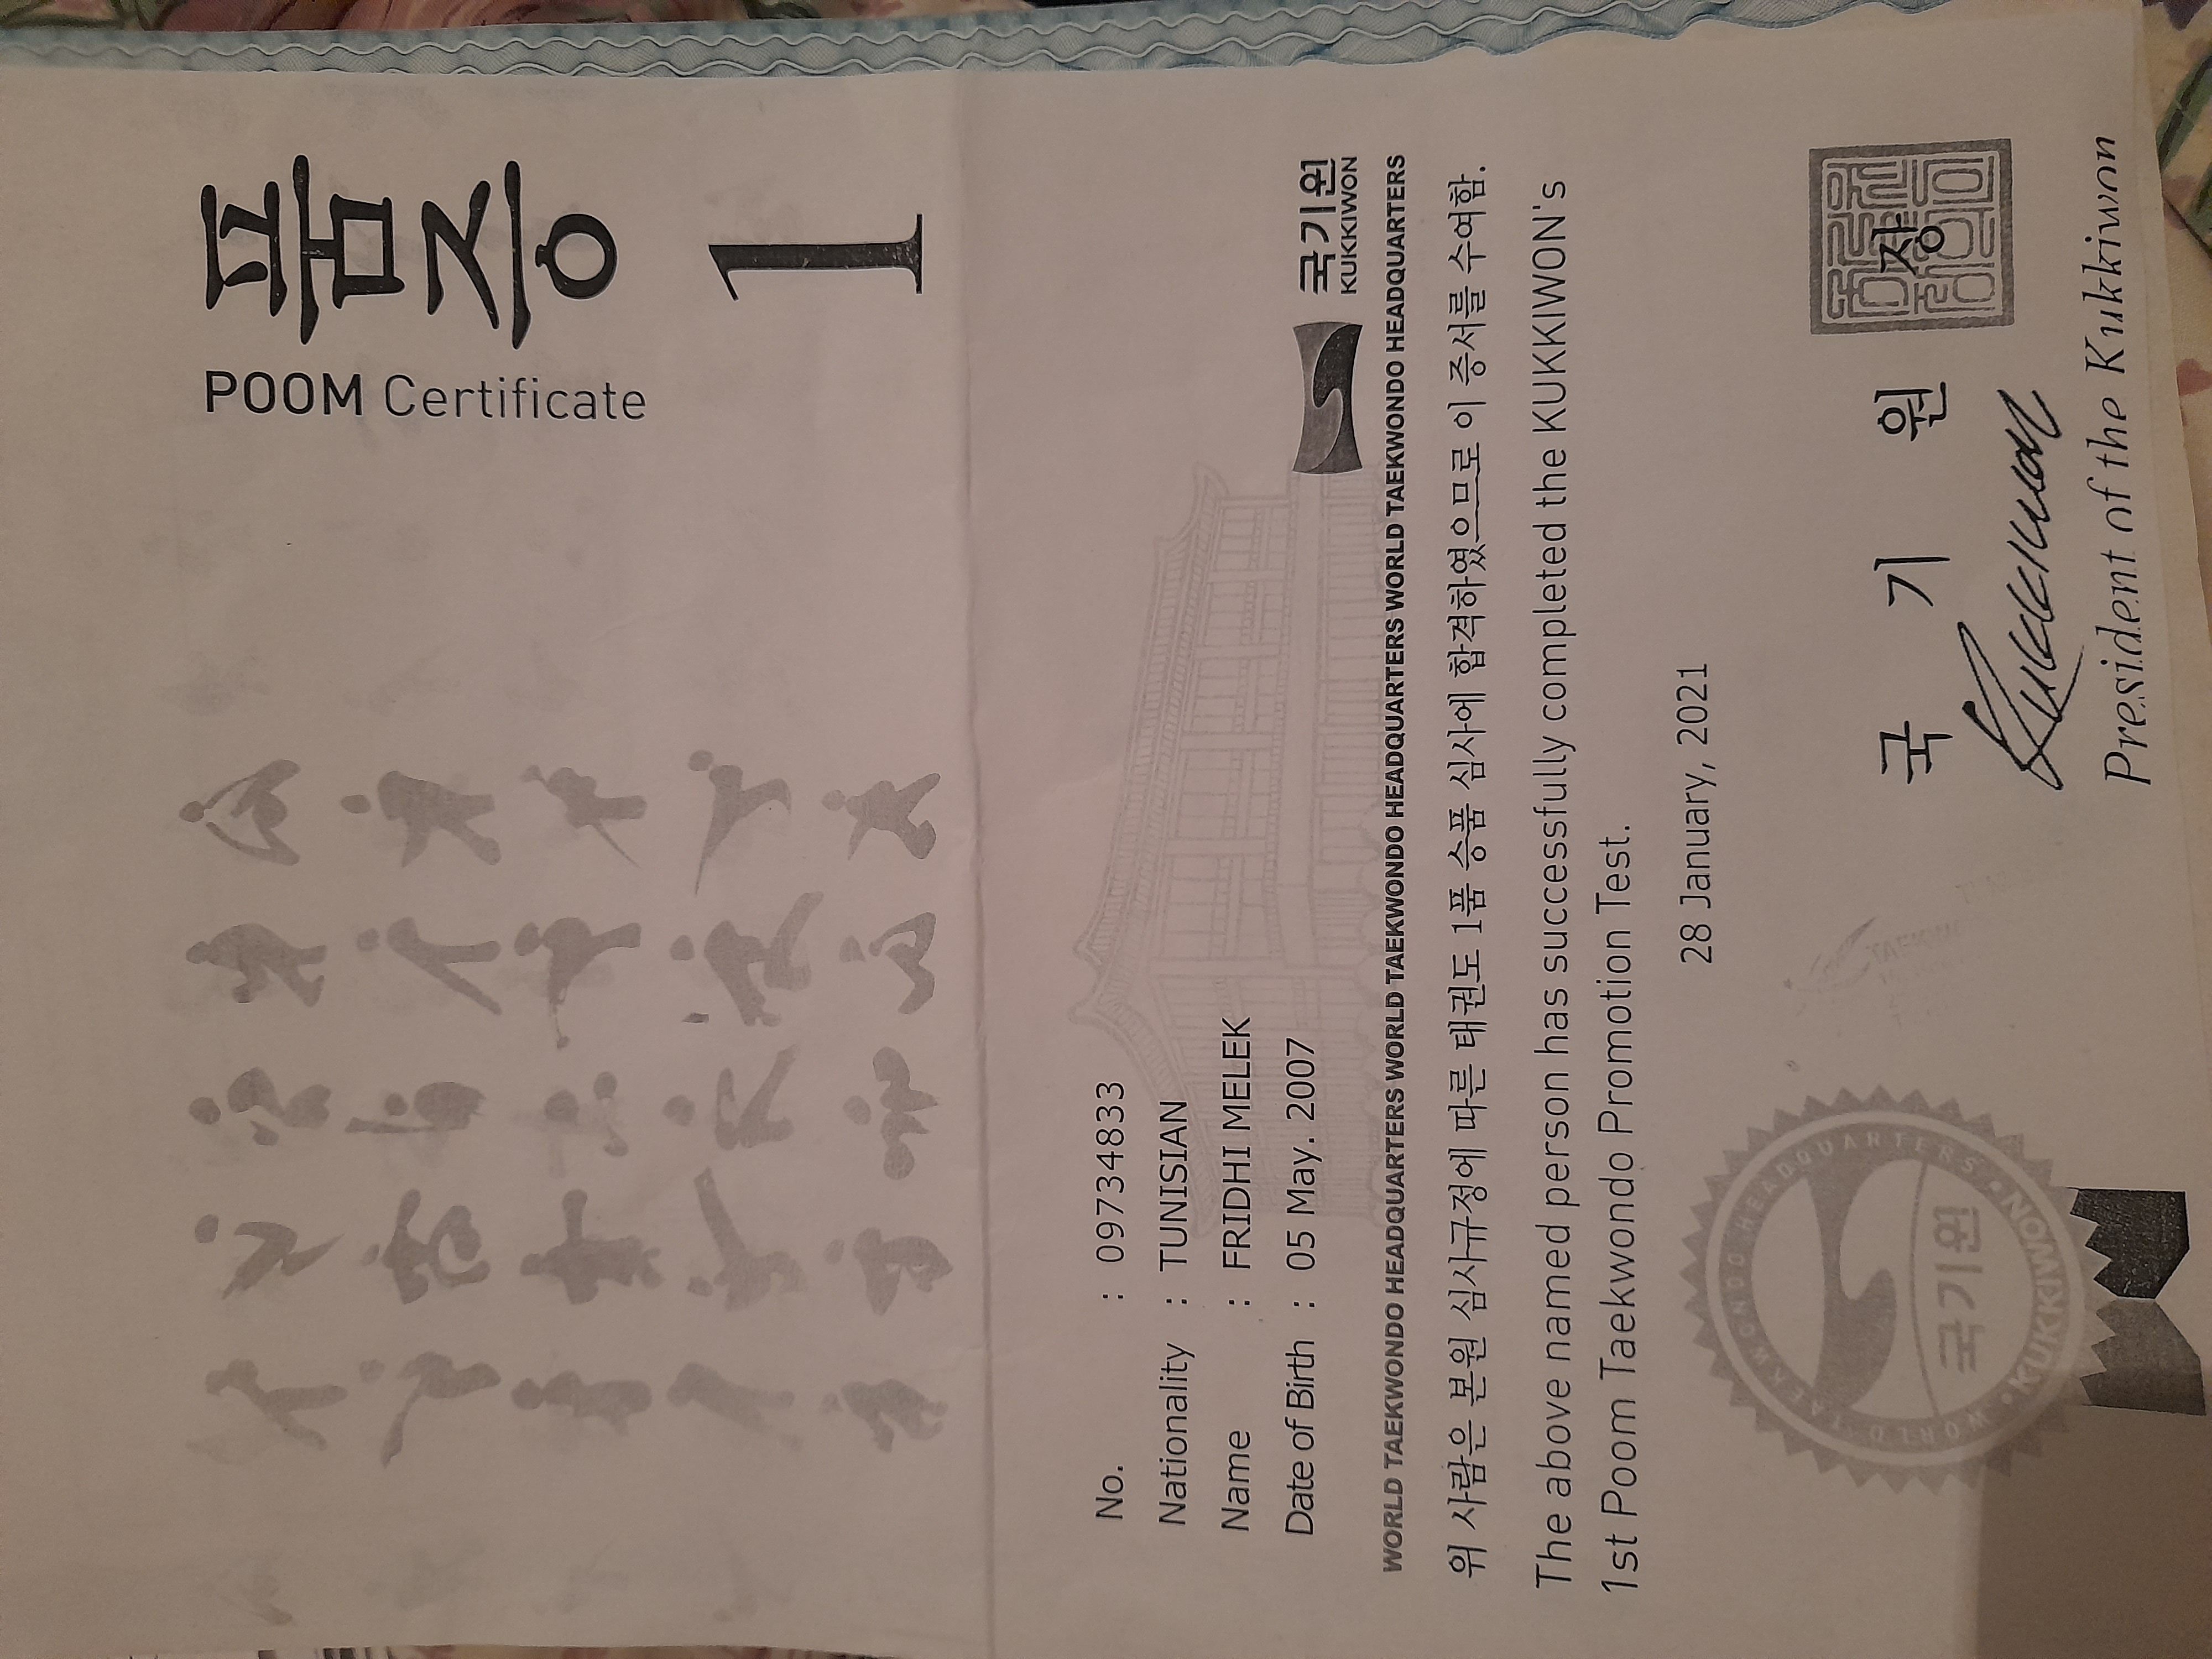 품증
1
POOM Certificate
No. : 097334833
Nationality : TUNISIAN
Name : FRIDHI MELEK
Date of Birth : 05 May. 2007
국기원
KUKKIWON
WORLD TAEKWONDO HEADQUARTERS WORLD TAEKWONDO HEADQUARTERS WORLD TAEKWONDO HEADQUARTERS WORLD TAEKWONDO HEADQUARTERS
위 사람은 본원 심사규정에 따른 태권도 1품 승품 심사에 합격하였으므로 이 증서를 수여함.
The above named person has successfully completed the KUKKIWON's
1st Poom Taekwondo Promotion Test.
28 January, 2021
국 기 원 장
President of the Kukkiwon
WORLD TAEKWONDO HEADQUARTERS • KUKKIWON •
국기원